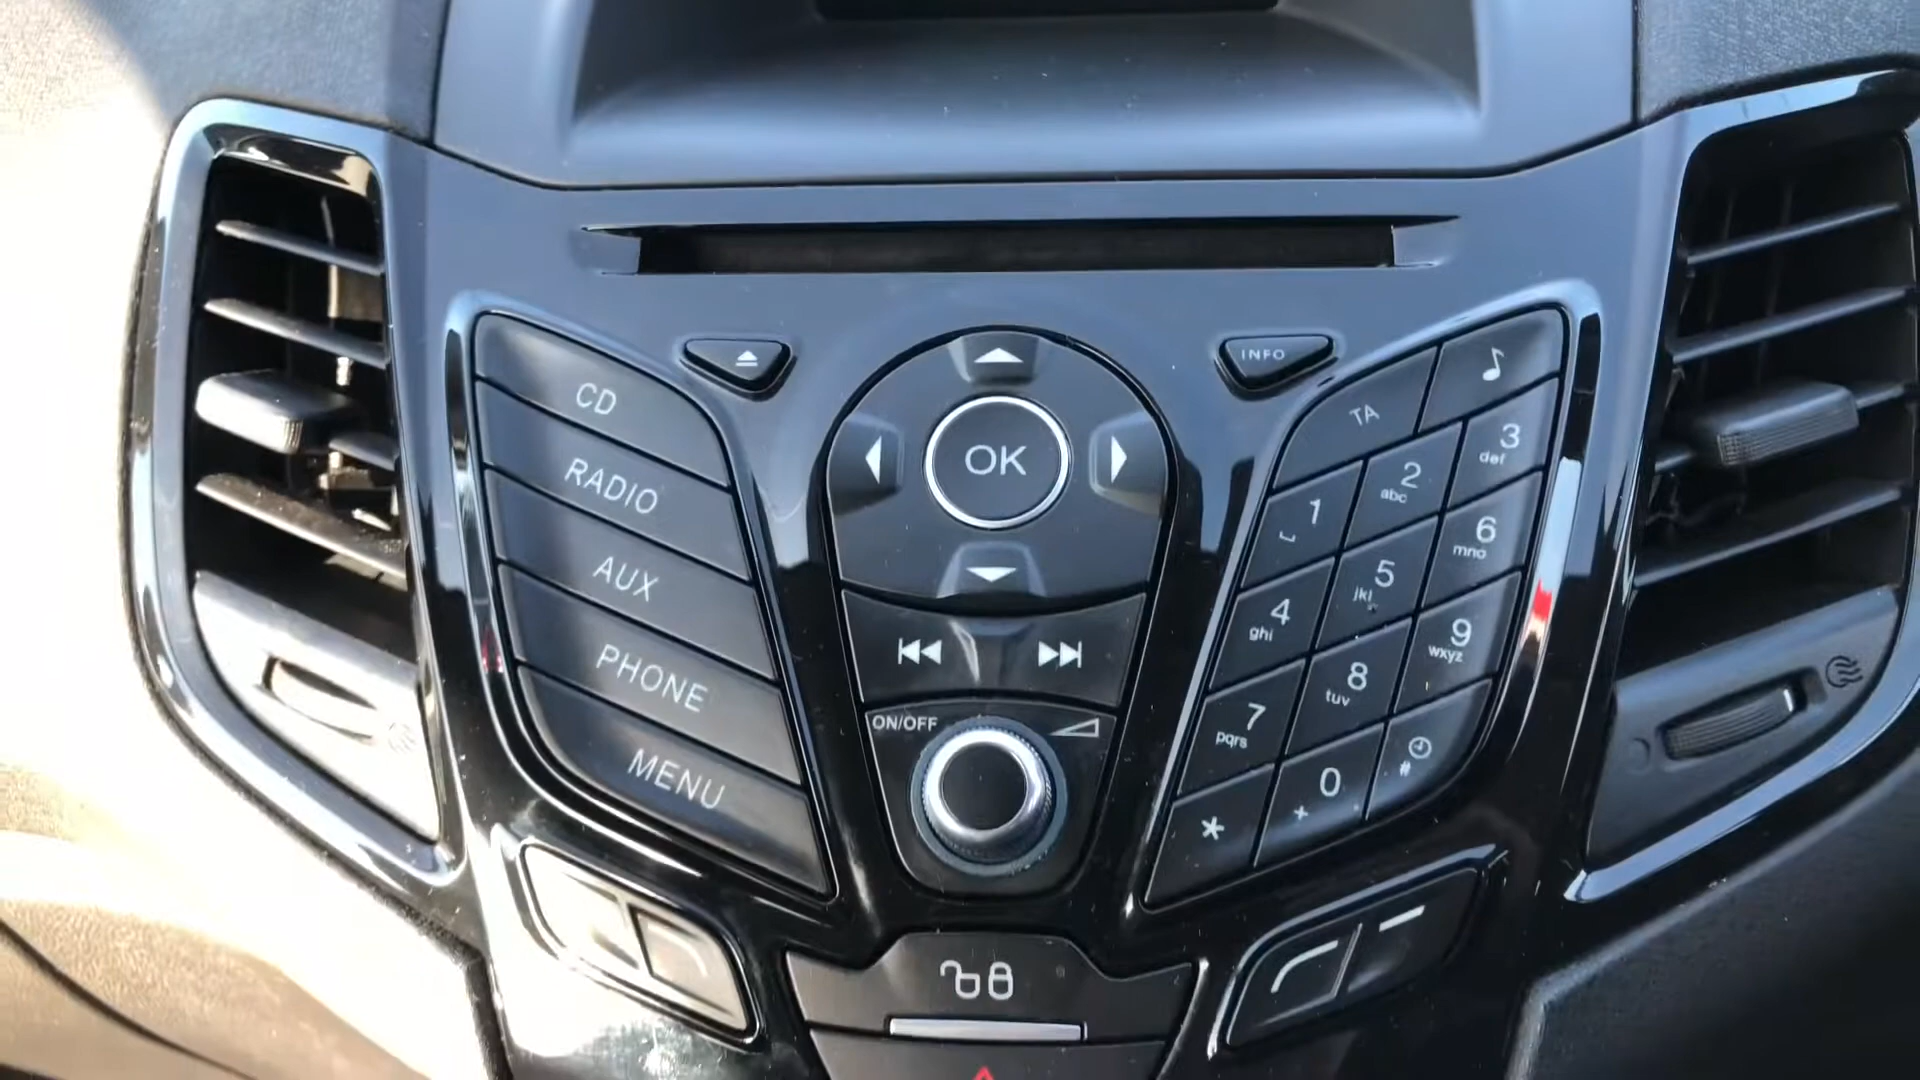 INFO
CD
RADIO
AUX
PHONE
MENU
OK
ON/OFF
TA
1
2 abc
3 def
4 ghi
5 jkl
6 mno
7 pqrs
8 tuv
9 wxyz
*
0 +
#